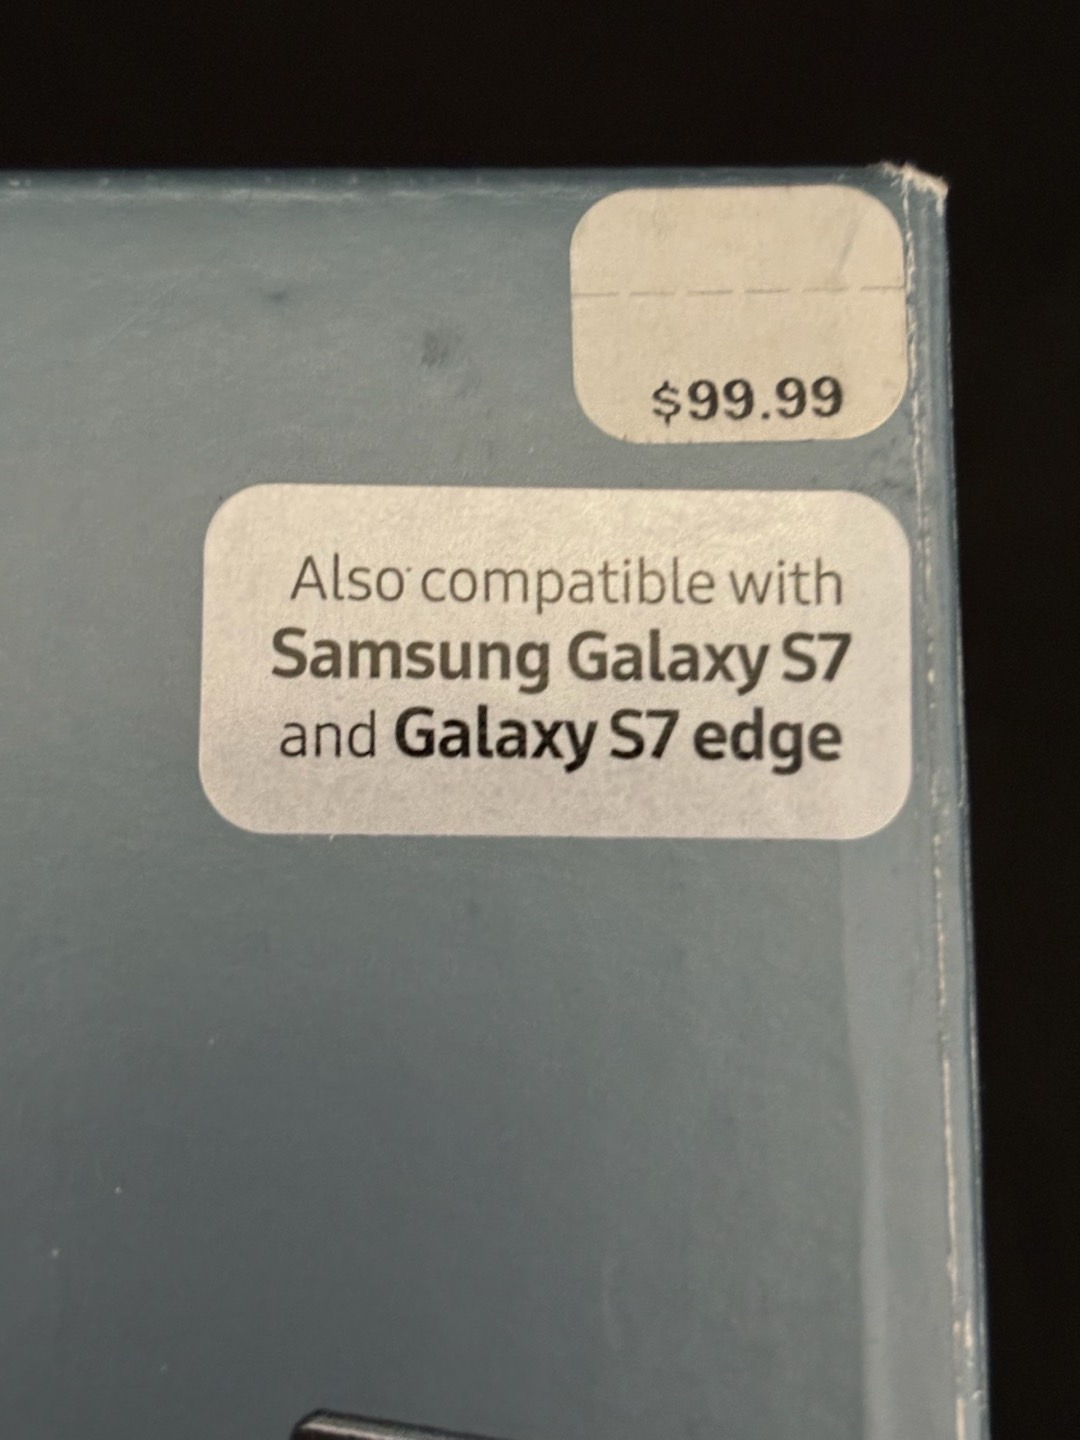 $99.99
Also compatible with
Samsung Galaxy S7
and Galaxy S7 edge